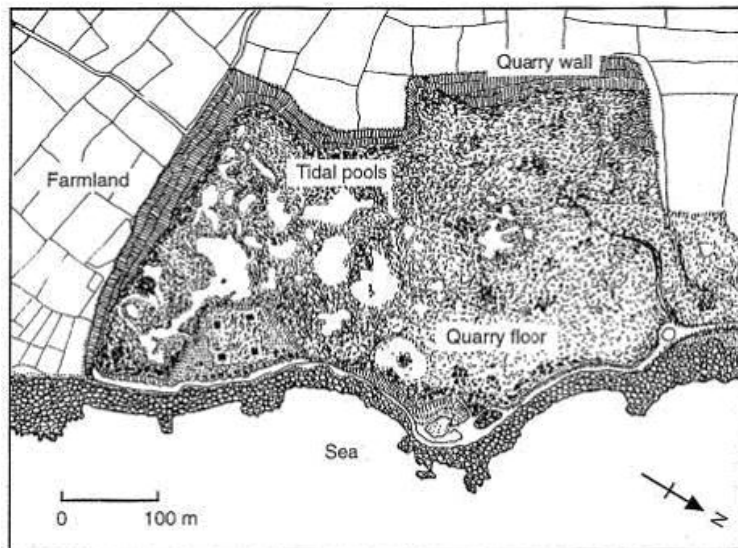 Quarry wall
Tidal pools
Farmland
Quarry floor
Sea
0 100 m
N